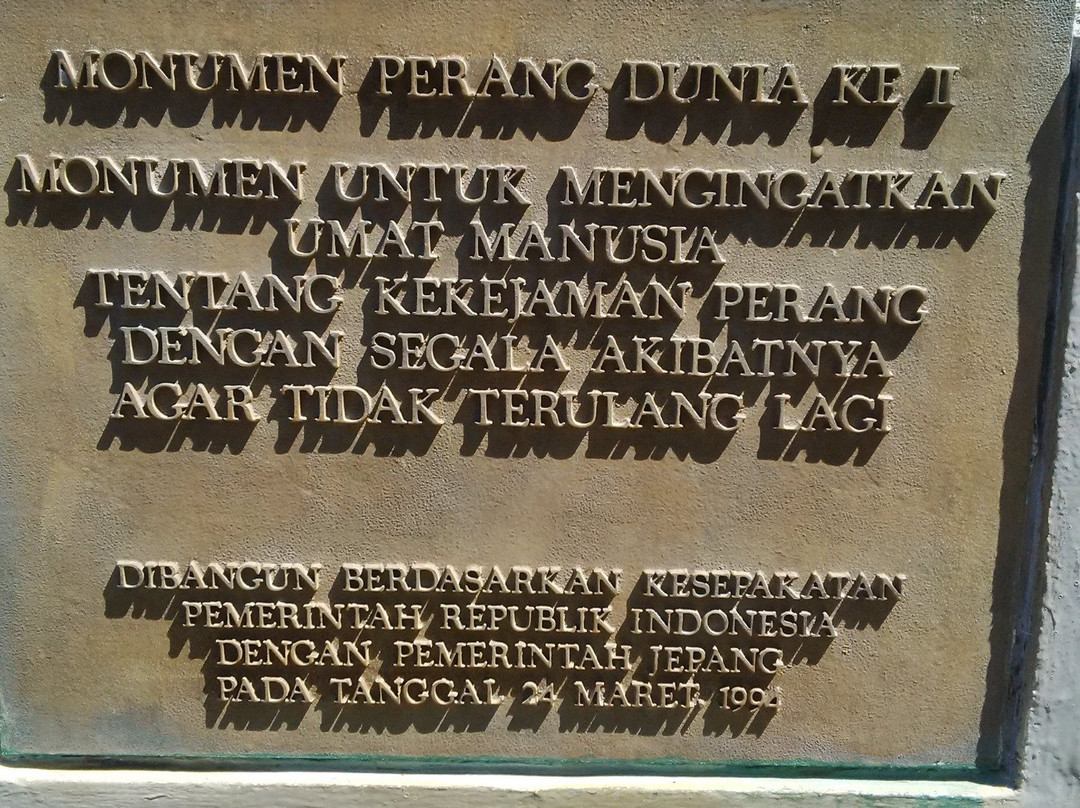 MONUMEN PERANG DUNIA KE II
MONUMEN UNTUK MENGINGATKAN
UMAT MANUSIA
TENTANG KEKEJAMAN PERANG
DENGAN SEGALA AKIBATNYA
AGAR TIDAK TERULANG LAGI
DIBANGUN BERDASARKAN KESEPAKATAN
PEMERINTAH REPUBLIK INDONESIA
DENGAN PEMERINTAH JEPANG
PADA TANGGAL 24 MARET 1994